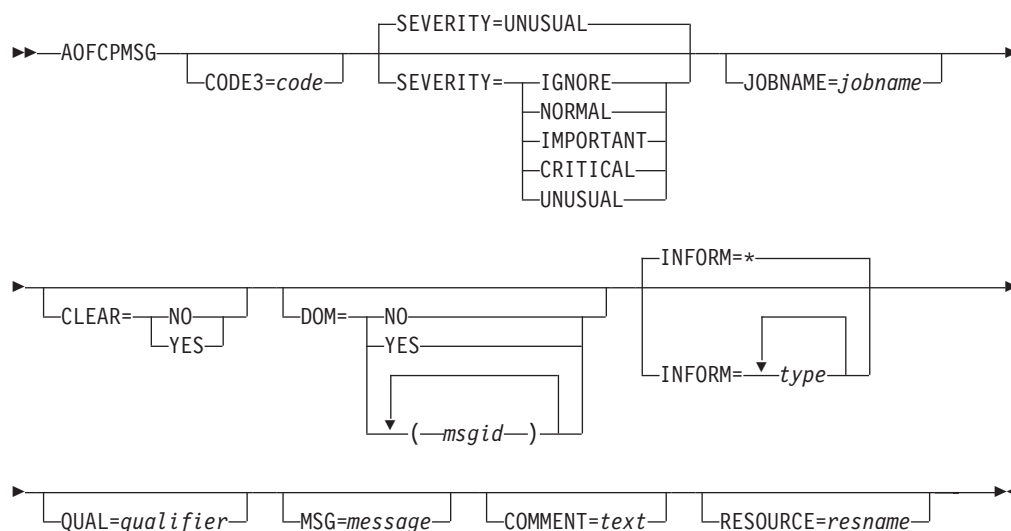 SEVERITY=UNUSUAL
AOFCPMSG
CODE3=code
SEVERITY=
IGNORE
NORMAL
IMPORTANT
CRITICAL
UNUSUAL
JOBNAME=jobname
INFORM=*
CLEAR=
NO
YES
DOM=
NO
YES
( msgid )
INFORM=
type
QUAL=qualifier
MSG=message
COMMENT=text
RESOURCE=resname